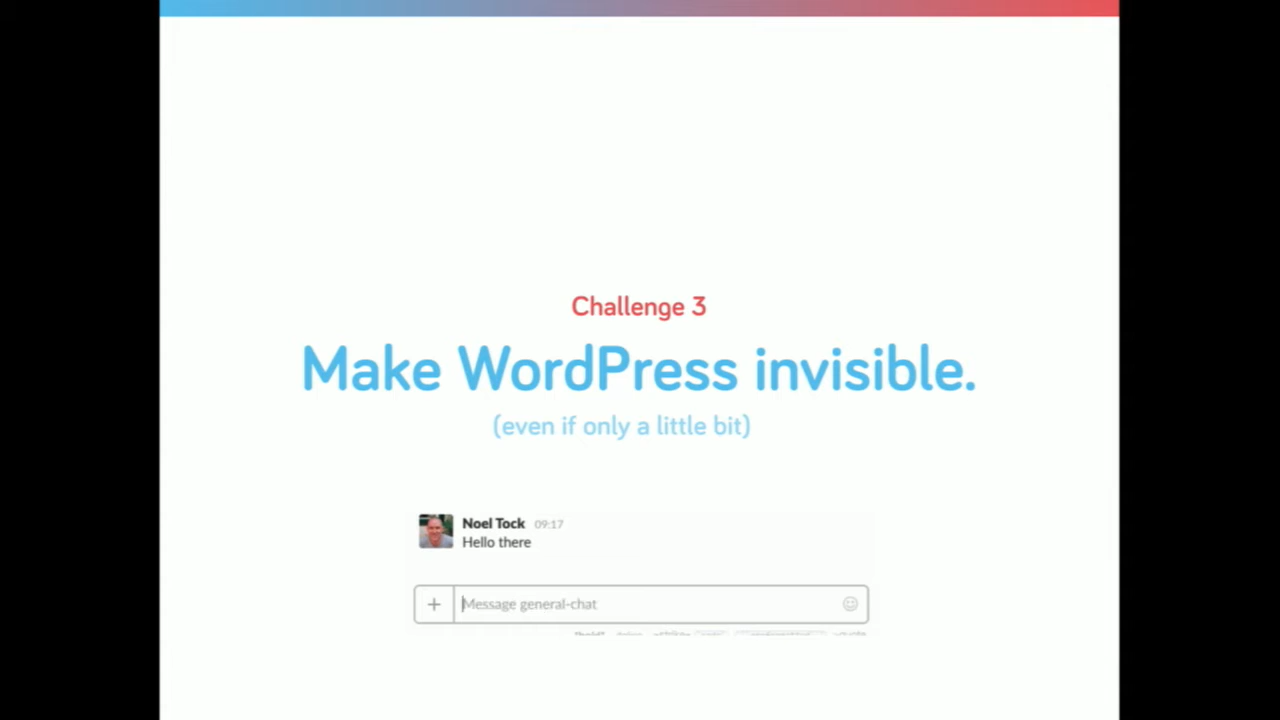 Challenge 3
Make WordPress invisible.
(even if only a little bit)
Noel Tock 09:17
Hello there
Message general-chat